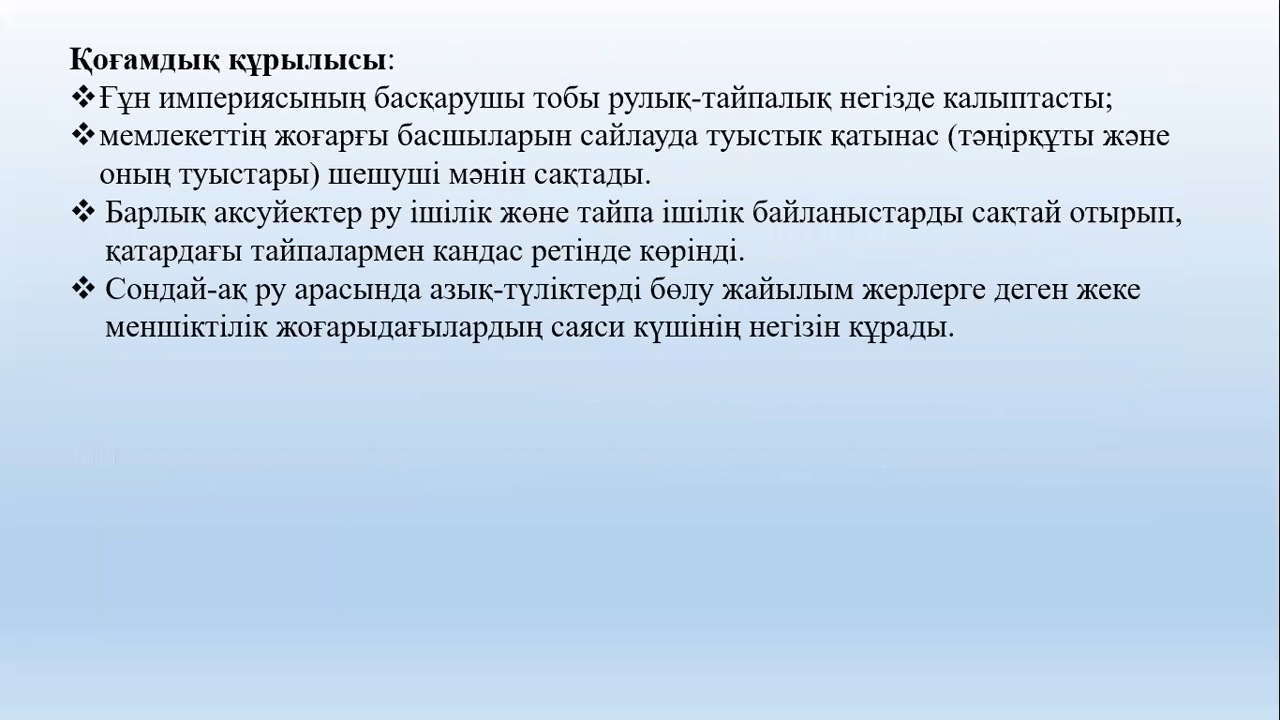 Қоғамдық құрылысы:
❖Ғұн империясының басқарушы тобы рулық-тайпалық негізде калыптасты;
❖мемлекеттің жоғарғы басшыларын сайлауда туыстык қатынас (тәңірқұты және
оның туыстары) шешуші мәнін сақтады.
❖ Барлық аксуйектер ру ішілік жөне тайпа ішілік байланыстарды сақтай отырып,
қатардағы тайпалармен кандас ретінде көрінді.
❖ Сондай-ақ ру арасында азық-түліктерді бөлу жайылым жерлерге деген жеке
меншіктілік жоғарыдағылардың саяси күшінің негізін құрады.